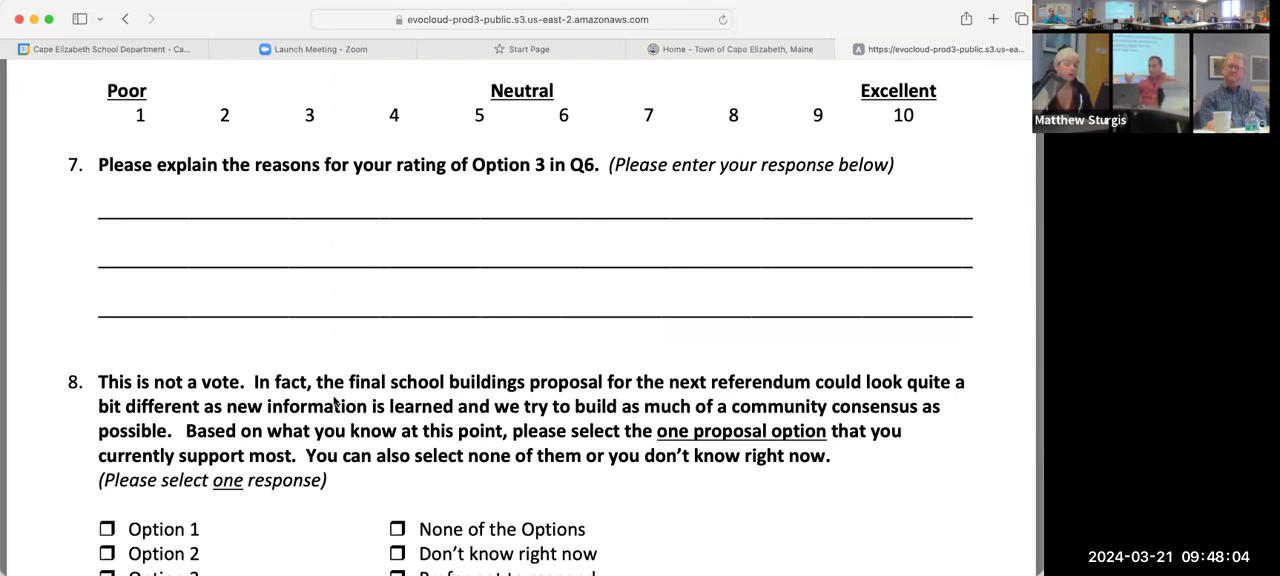 evocloud-prod3-public.s3.us-east-2.amazonaws.com
Cape Elizabeth School Department - Ca...
Launch Meeting - Zoom
Start Page
Home - Town of Cape Elizabeth, Maine
https://evocloud-prod3-public.s3.us-ea...
Poor Neutral Excellent
1 2 3 4 5 6 7 8 9 10
7. Please explain the reasons for your rating of Option 3 in Q6. (Please enter your response below)
8. This is not a vote. In fact, the final school buildings proposal for the next referendum could look quite a
bit different as new information is learned and we try to build as much of a community consensus as
possible. Based on what you know at this point, please select the one proposal option that you
currently support most. You can also select none of them or you don't know right now.
(Please select one response)
Option 1 None of the Options
Option 2 Don't know right now
Matthew Sturgis
2024-03-21 09:48:04